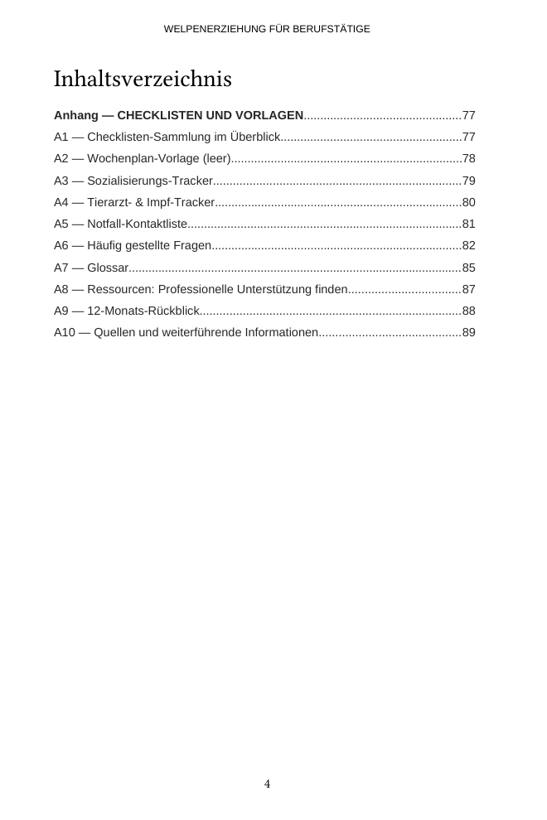 WELPENERZIEHUNG FÜR BERUFSTÄTIGE
Inhaltsverzeichnis
Anhang — CHECKLISTEN UND VORLAGEN................................................77
A1 — Checklisten-Sammlung im Überblick.......................................................77
A2 — Wochenplan-Vorlage (leer)......................................................................78
A3 — Sozialisierungs-Tracker...........................................................................79
A4 — Tierarzt- & Impf-Tracker..........................................................................80
A5 — Notfall-Kontaktliste...................................................................................81
A6 — Häufig gestellte Fragen............................................................................82
A7 — Glossar.....................................................................................................85
A8 — Ressourcen: Professionelle Unterstützung finden..................................87
A9 — 12-Monats-Rückblick...............................................................................88
A10 — Quellen und weiterführende Informationen...........................................89
4